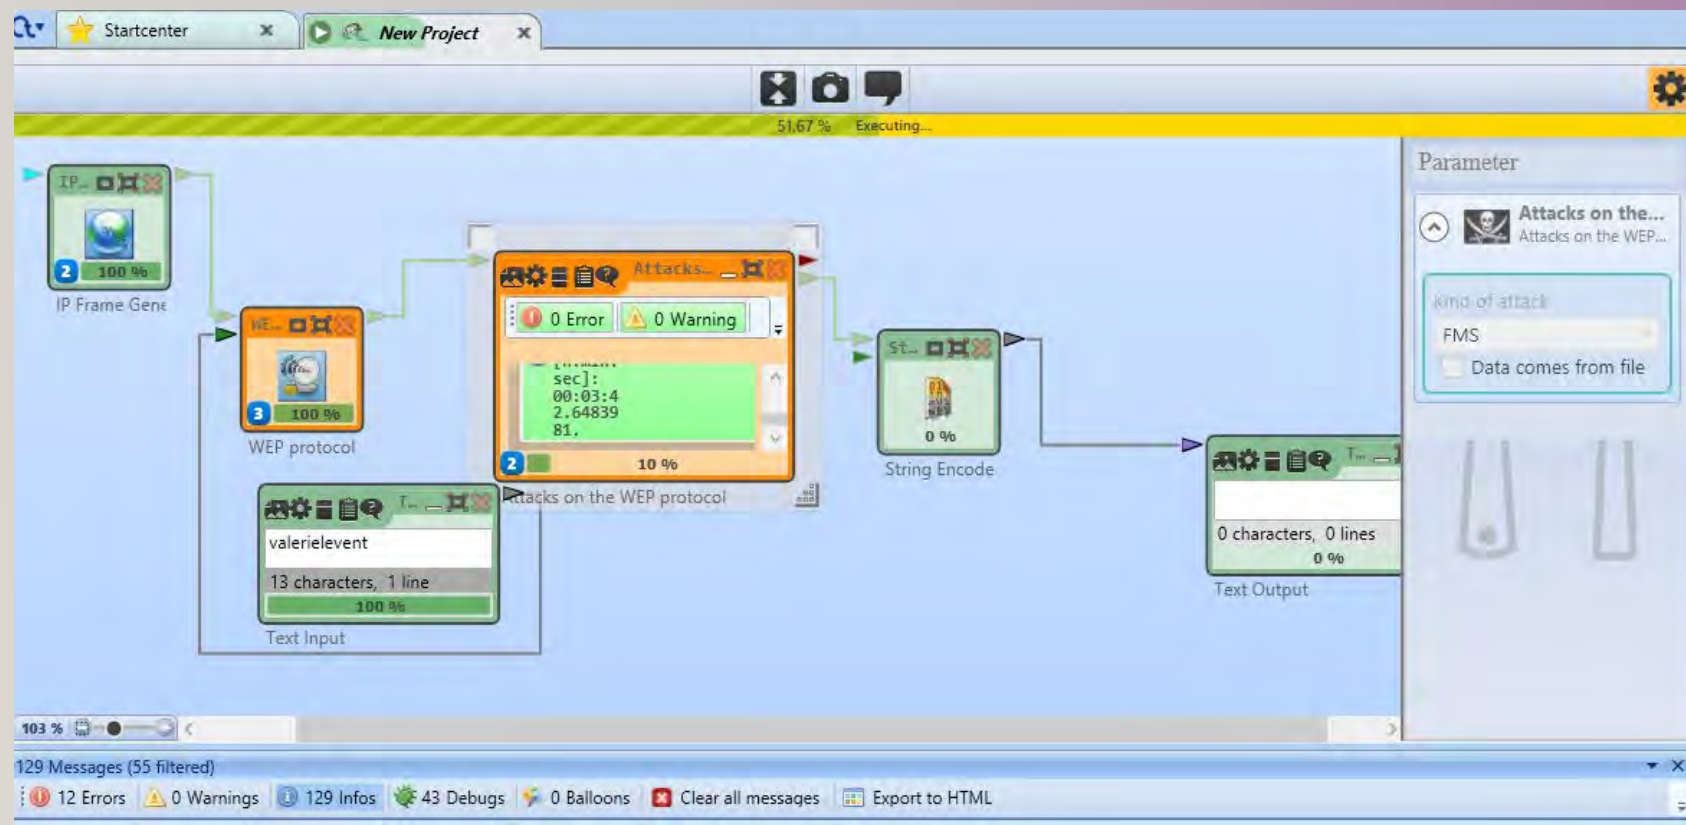 Ct
Startcenter
New Project
51.67 % Executing...
IP...
2 100 %
IP Frame Gene
WE...
3 100 %
WEP protocol
Attacks...
0 Error 0 Warning
sec]:
00:03:4
2.64839
81.
2 10 %
Attacks on the WEP protocol
T...
valerielevent
13 characters, 1 line
100 %
Text Input
St...
0 %
String Encode
T...
0 characters, 0 lines
0 %
Text Output
Parameter
Attacks on the...
Attacks on the WEP...
Kind of attack
FMS
Data comes from file
103 %
129 Messages (55 filtered)
12 Errors 0 Warnings 129 Infos 43 Debugs 0 Balloons Clear all messages Export to HTML